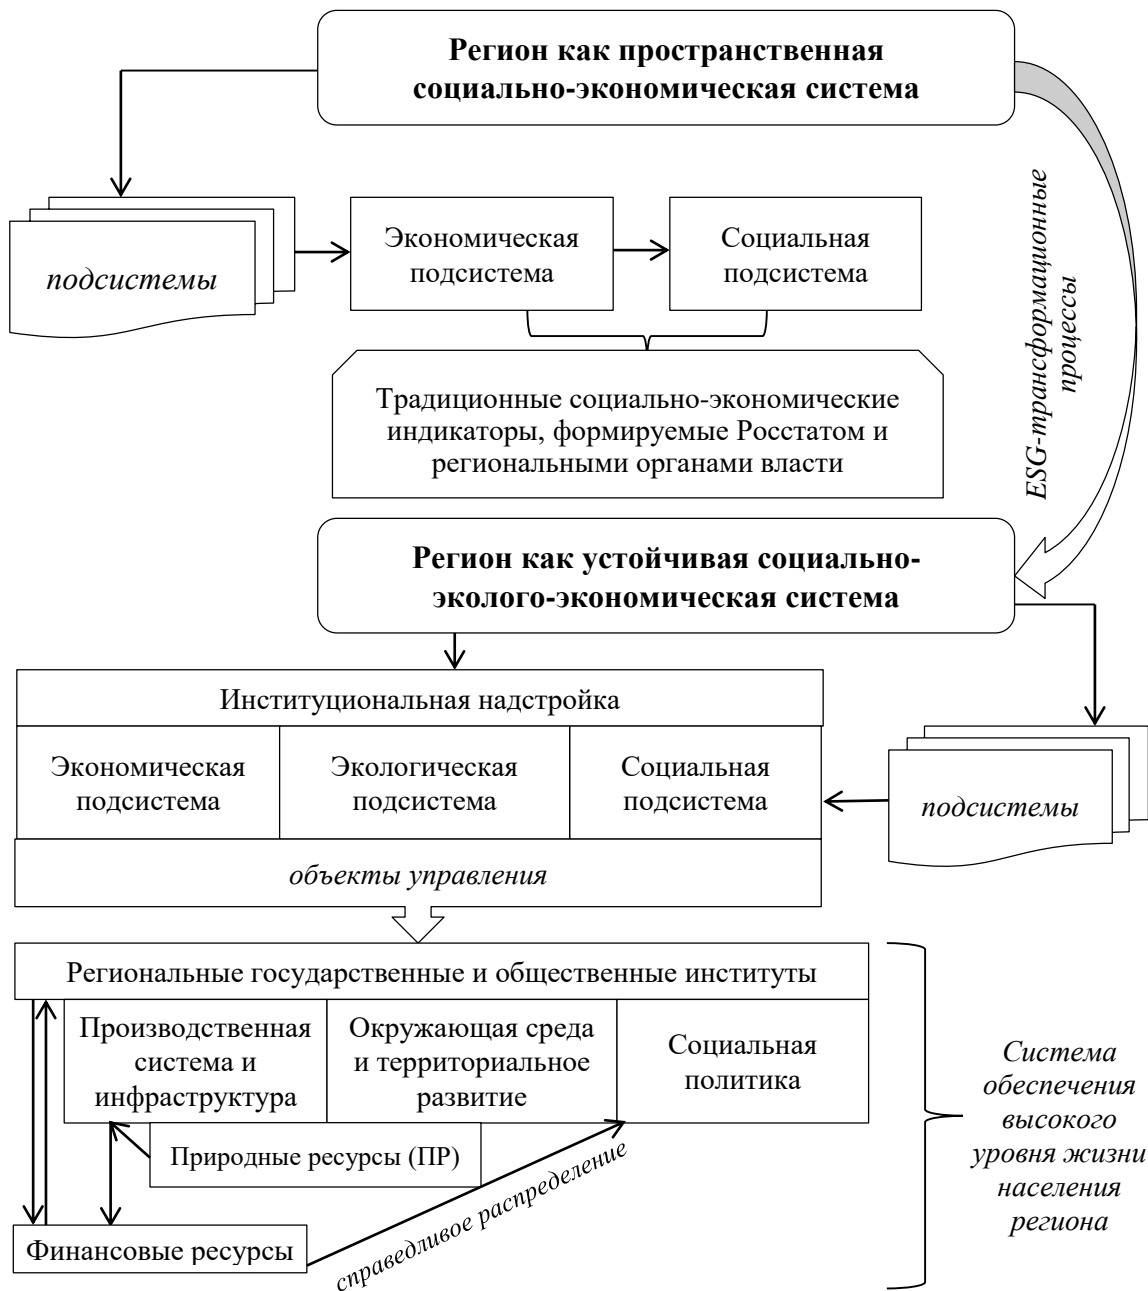 Регион как пространственная
социально-экономическая система
ESG-трансформационные
процессы
подсистемы
Экономическая
подсистема
Социальная
подсистема
Традиционные социально-экономические
индикаторы, формируемые Росстатом и
региональными органами власти
Регион как устойчивая социально-
эколого-экономическая система
Институциональная надстройка
Экономическая
подсистема
Экологическая
подсистема
Социальная
подсистема
подсистемы
объекты управления
Региональные государственные и общественные институты
Производственная
система и
инфраструктура
Окружающая среда
и территориальное
развитие
Социальная
политика
Природные ресурсы (ПР)
справедливое распределение
Финансовые ресурсы
Система
обеспечения
высокого
уровня жизни
населения
региона